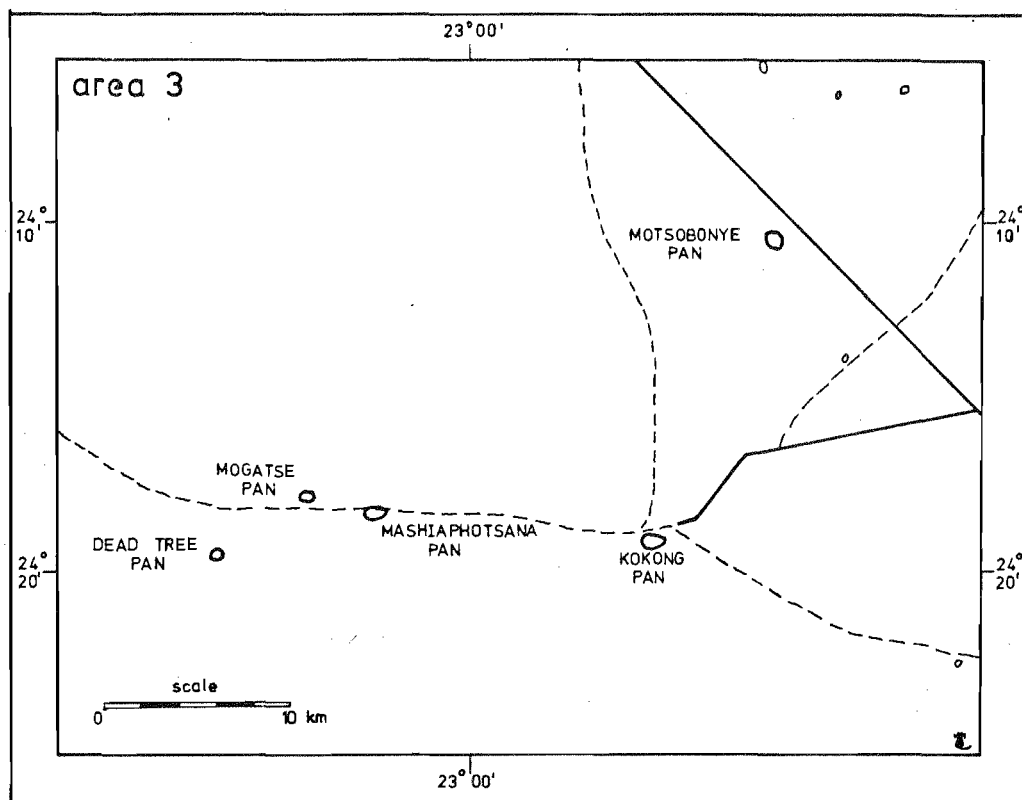 23°00'
area 3
24°
10'
24°
10'
MOTSOBONYE
PAN
MOGATSE
PAN
MASHIAPHOTSANA
PAN
DEAD TREE
PAN
KOKONG
PAN
24°
20'
24°
20'
scale
0 10 km
23°00'